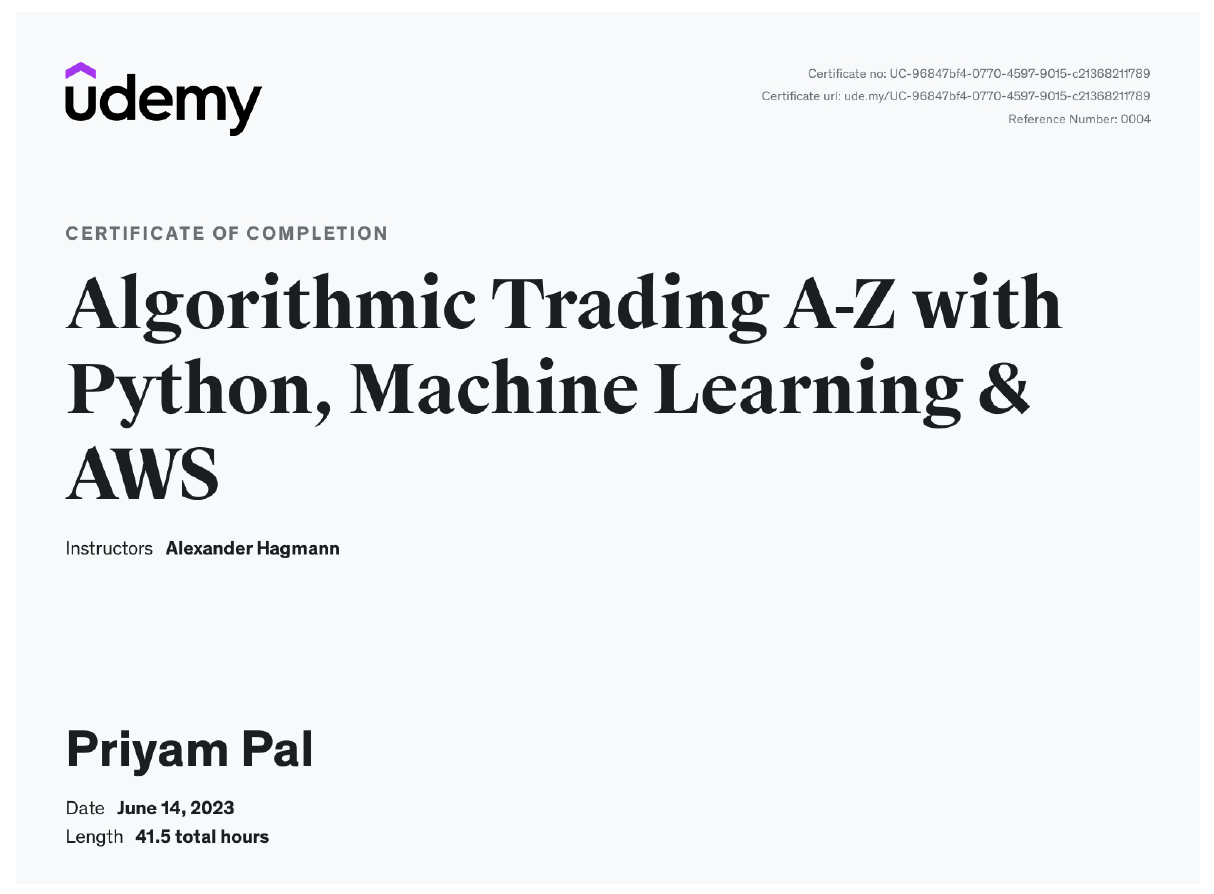 udemy
Certificate no: UC-96847bf4-0770-4597-9015-c21368211789
Certificate url: ude.my/UC-96847bf4-0770-4597-9015-c21368211789
Reference Number: 0004
CERTIFICATE OF COMPLETION
Algorithmic Trading A-Z with
Python, Machine Learning &
AWS
Instructors Alexander Hagmann
Priyam Pal
Date June 14, 2023
Length 41.5 total hours